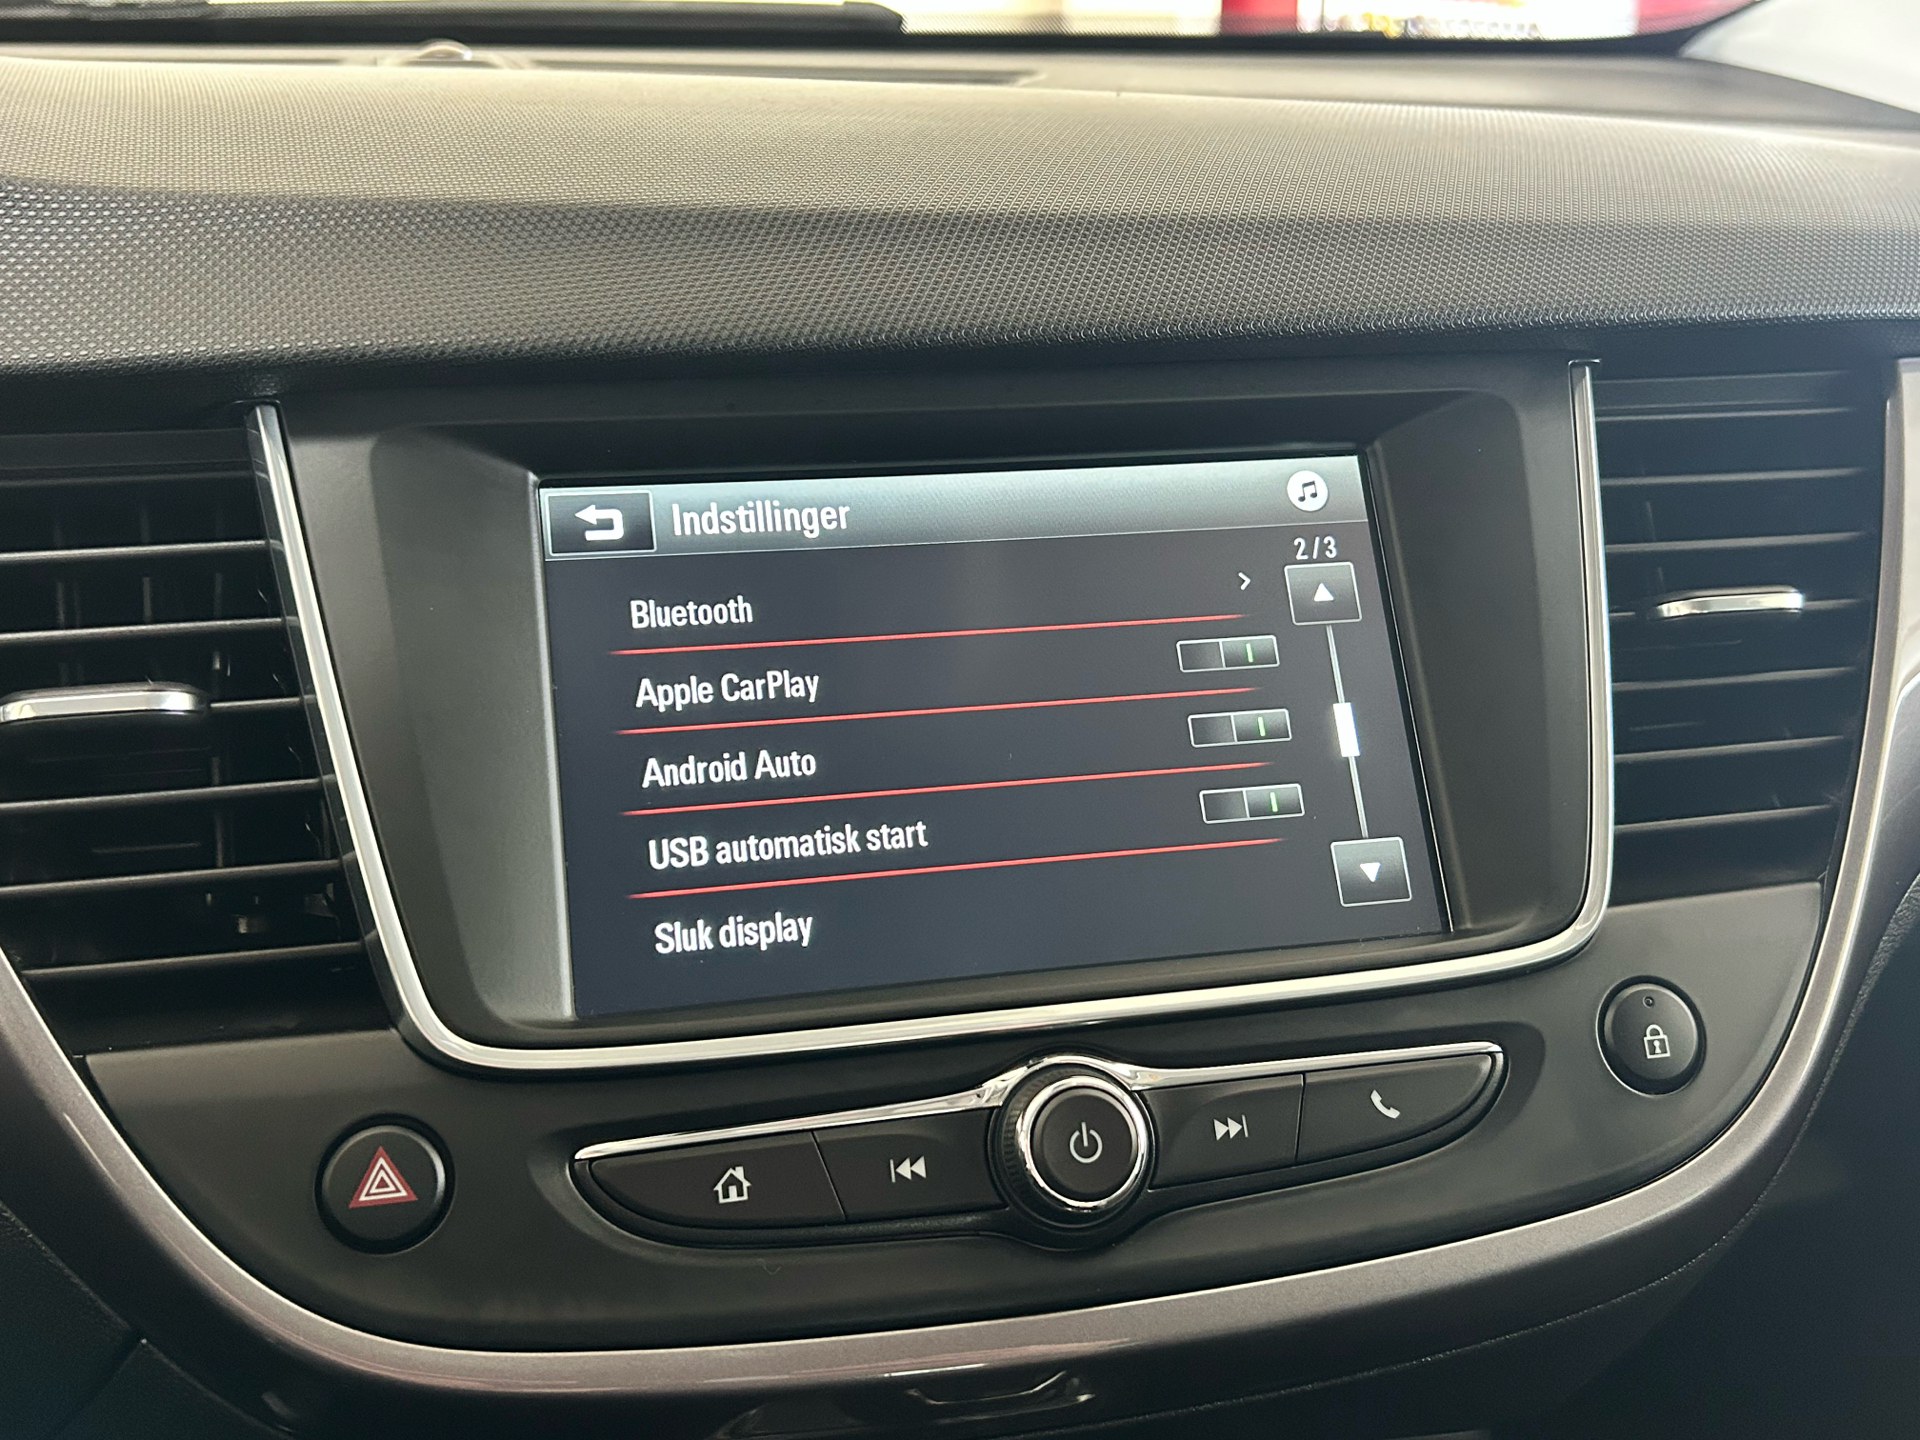 Indstillinger
2/3
Bluetooth
Apple CarPlay
Android Auto
USB automatisk start
Sluk display